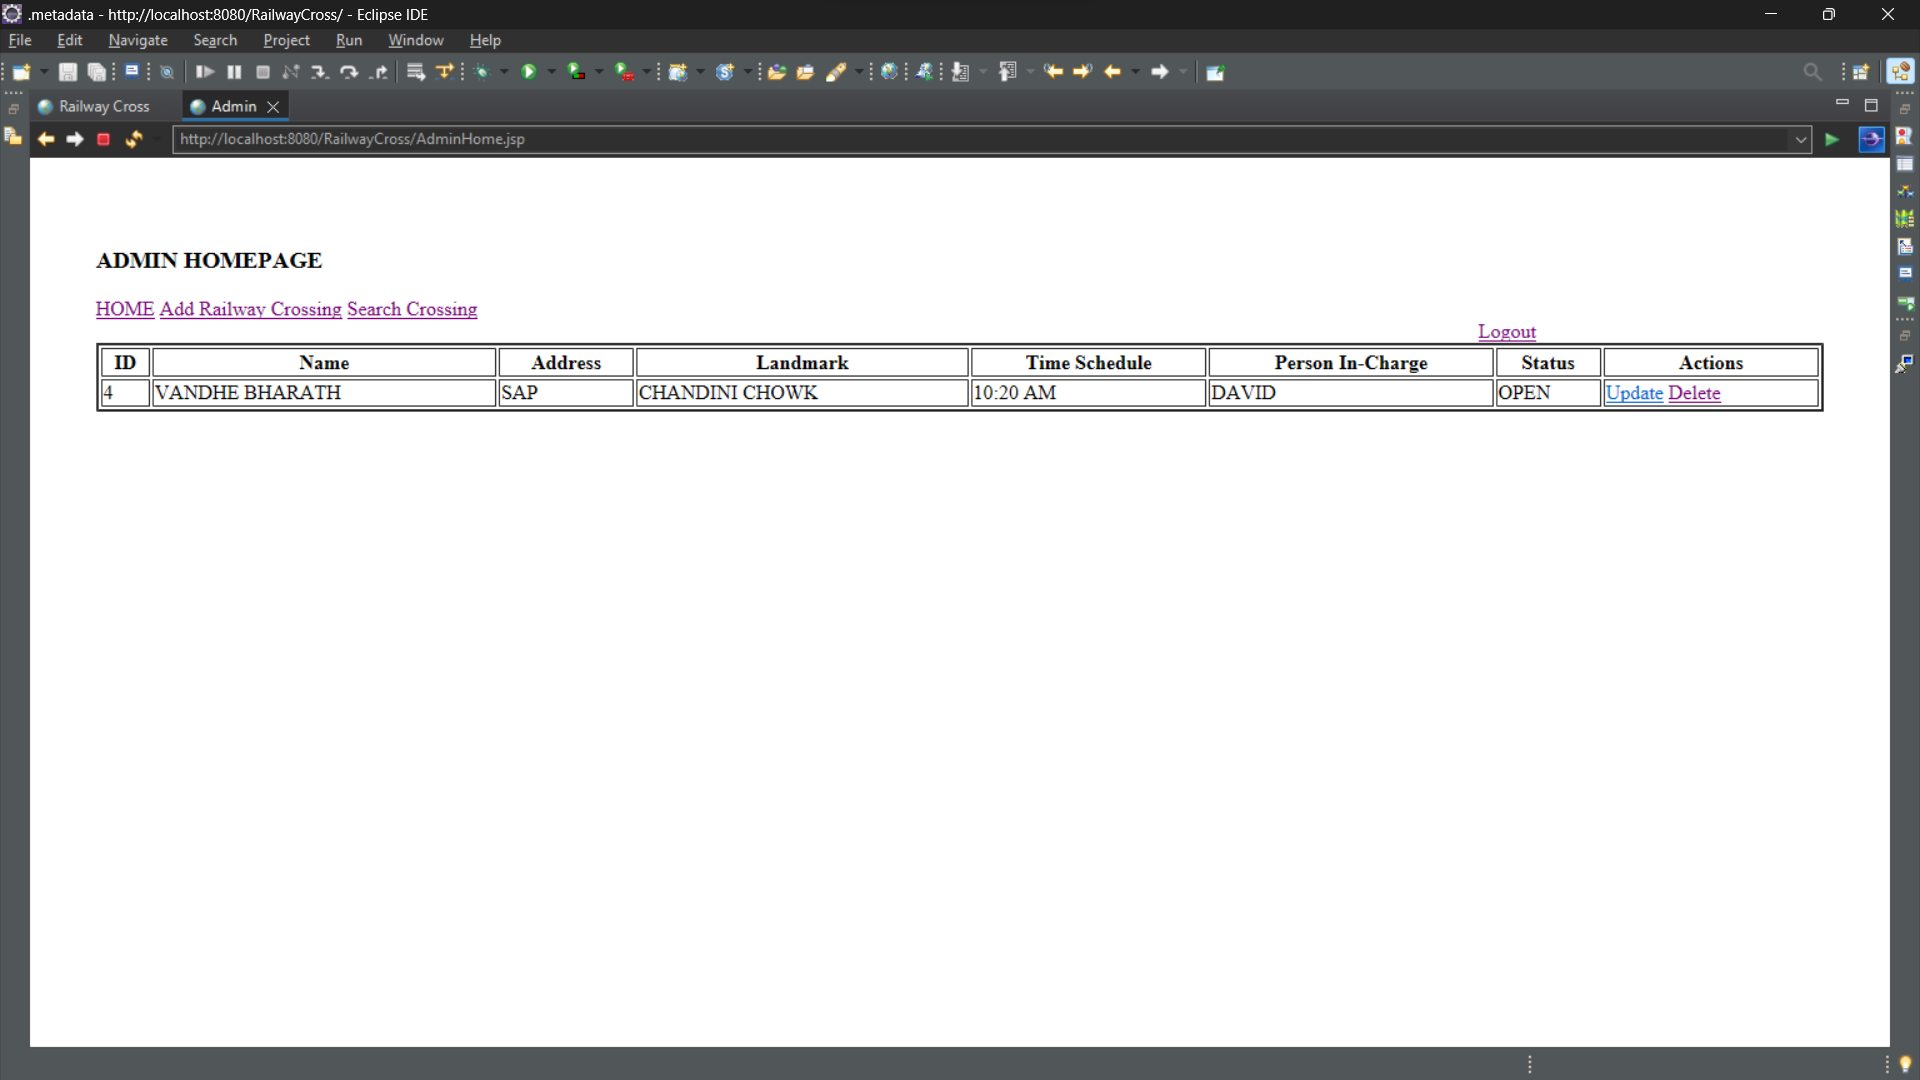 .metadata - http://localhost:8080/RailwayCross/ - Eclipse IDE
File Edit Navigate Search Project Run Window Help
Railway Cross Admin
http://localhost:8080/RailwayCross/AdminHome.jsp
ADMIN HOMEPAGE
HOME Add Railway Crossing Search Crossing
Logout
ID Name Address Landmark Time Schedule Person In-Charge Status Actions
4 VANDHE BHARATH SAP CHANDINI CHOWK 10:20 AM DAVID OPEN Update Delete